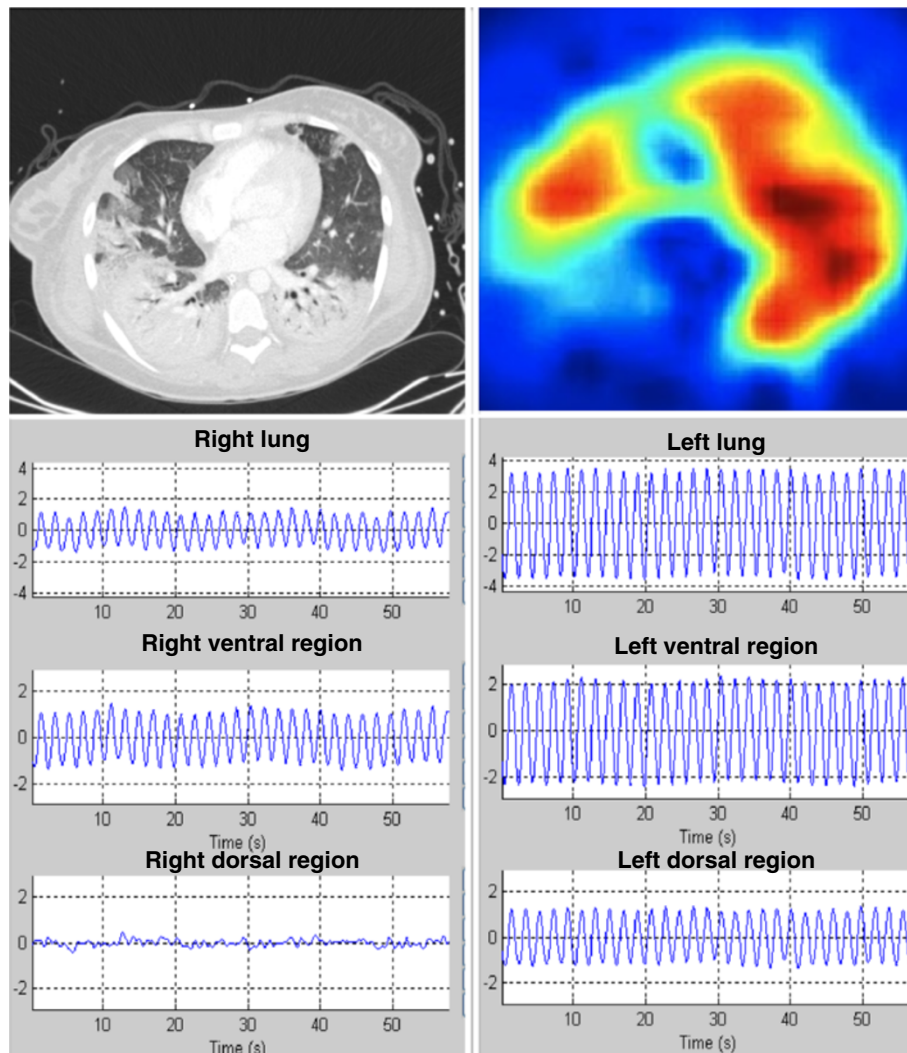 Right lung
4
2
0
-2
-4
10 20 30 40 50
Right ventral region
2
0
-2
10 20 30 40 50
Time (s)
Right dorsal region
2
0
-2
10 20 30 40 50
Time (s)
Left lung
4
2
0
-2
-4
10 20 30 40 50
Left ventral region
2
0
-2
10 20 30 40 50
Time (s)
Left dorsal region
2
0
-2
10 20 30 40 50
Time (s)